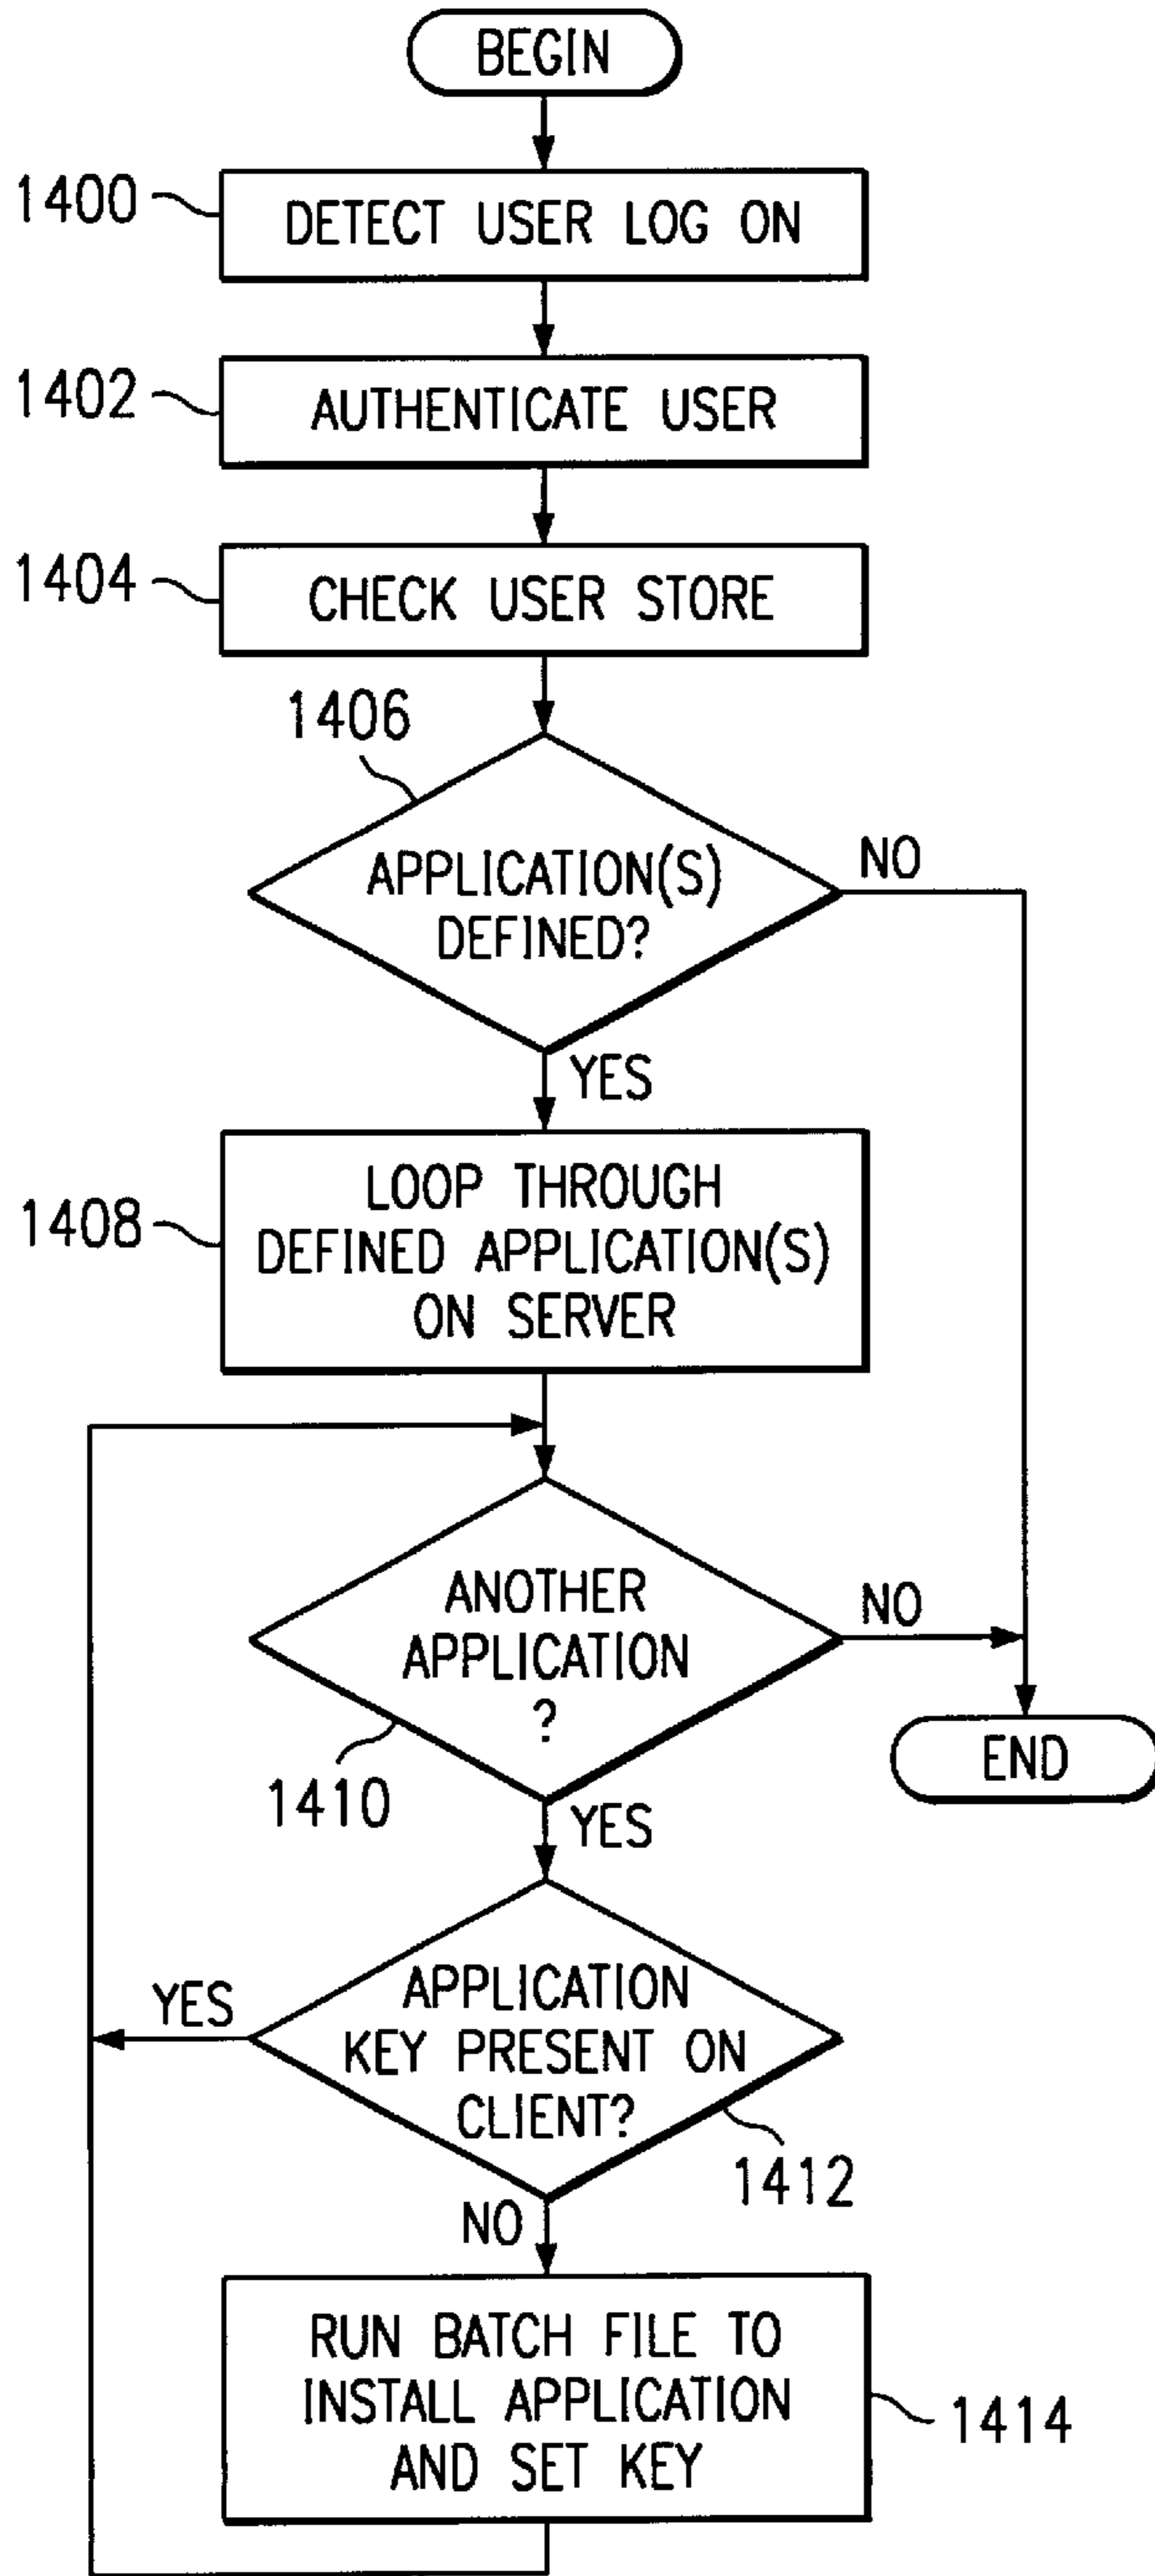 BEGIN
1400
DETECT USER LOG ON
1402
AUTHENTICATE USER
1404
CHECK USER STORE
1406
APPLICATION(S)
DEFINED?
NO
YES
1408
LOOP THROUGH
DEFINED APPLICATION(S)
ON SERVER
ANOTHER
APPLICATION
?
NO
1410
END
YES
APPLICATION
KEY PRESENT ON
CLIENT?
YES
1412
NO
RUN BATCH FILE TO
INSTALL APPLICATION
AND SET KEY
1414